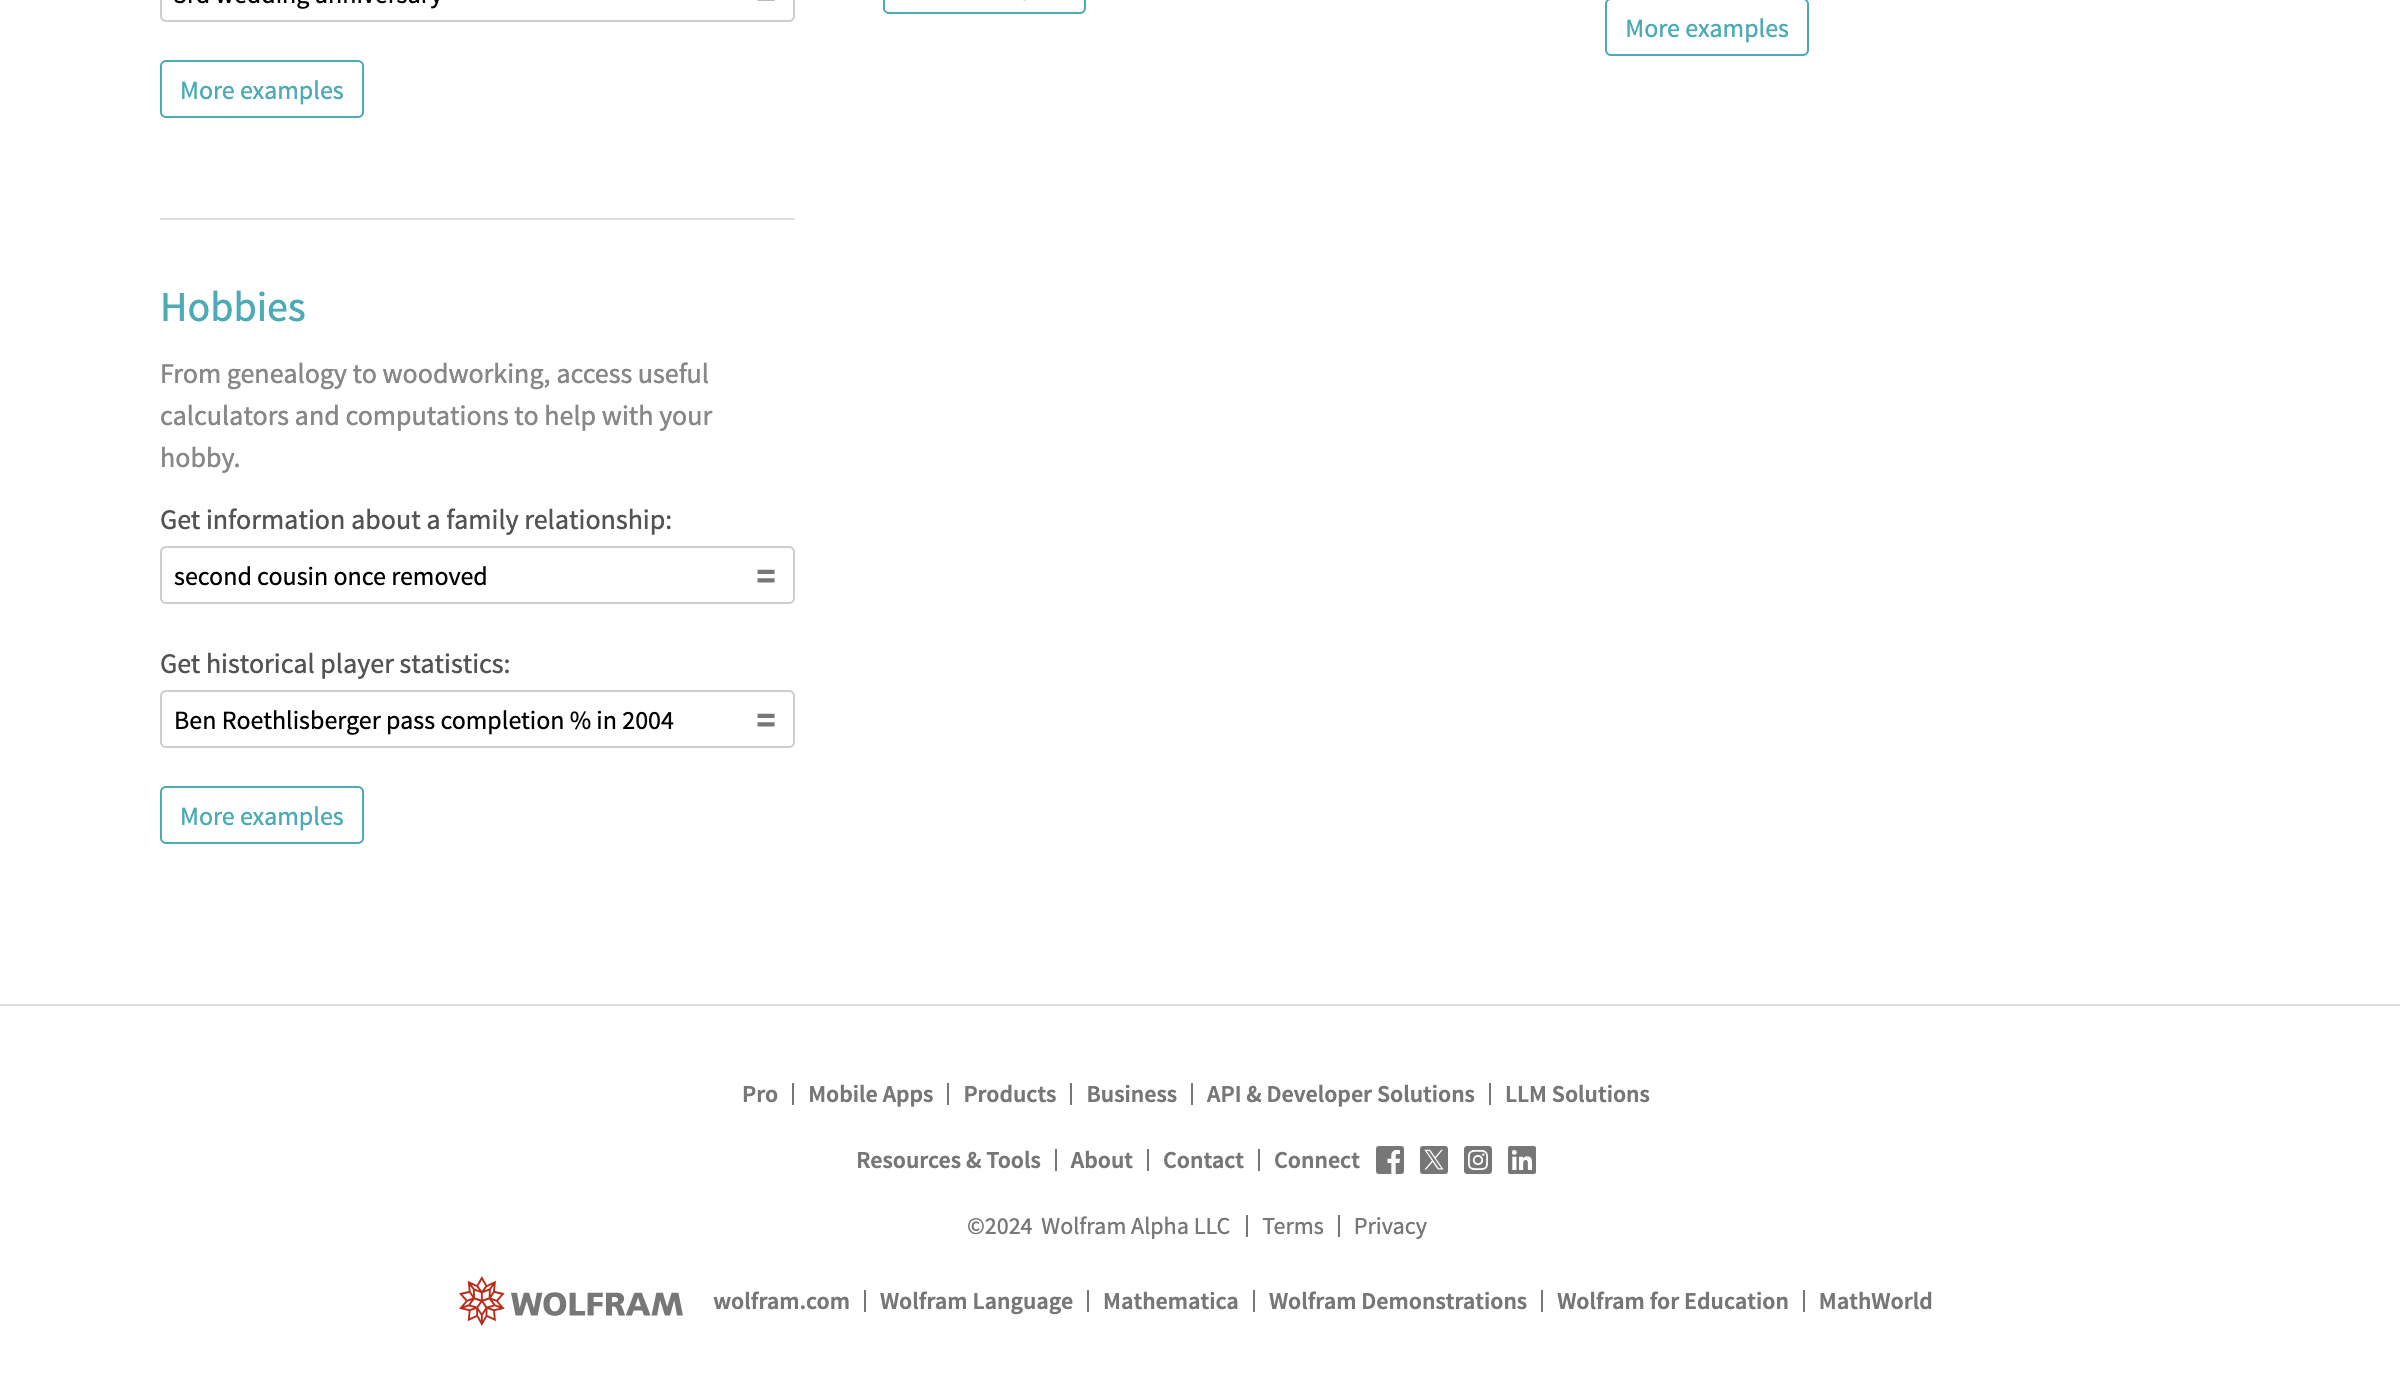 3rd wedding anniversary
More examples
More examples
Hobbies
From genealogy to woodworking, access useful
calculators and computations to help with your
hobby.
Get information about a family relationship:
second cousin once removed =
Get historical player statistics:
Ben Roethlisberger pass completion % in 2004 =
More examples
Pro | Mobile Apps | Products | Business | API & Developer Solutions | LLM Solutions
Resources & Tools | About | Contact | Connect
©2024 Wolfram Alpha LLC | Terms | Privacy
WOLFRAM wolfram.com | Wolfram Language | Mathematica | Wolfram Demonstrations | Wolfram for Education | MathWorld